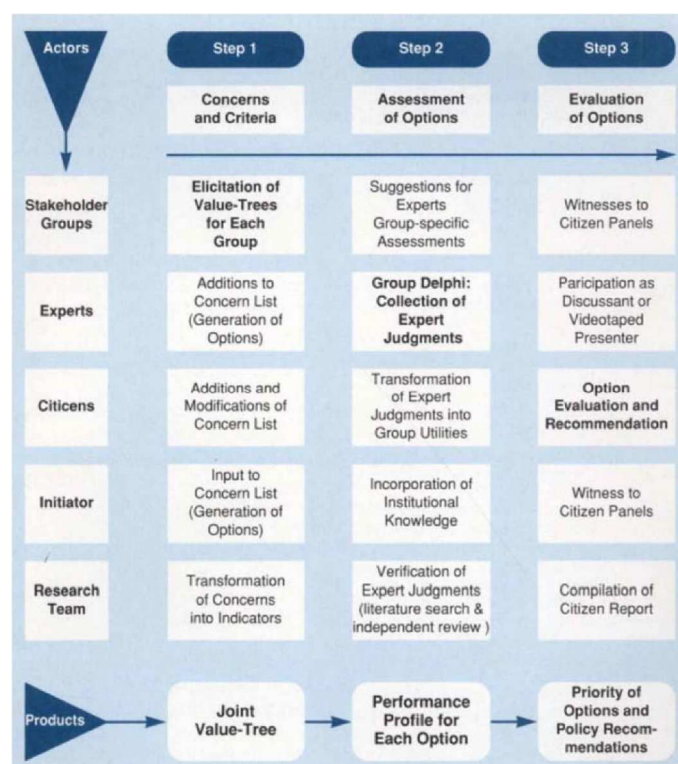 Actors
Step 1
Step 2
Step 3
Concerns
and Criteria
Assessment
of Options
Evaluation
of Options
Stakeholder
Groups
Elicitation of
Value-Trees
for Each
Group
Suggestions for
Experts
Group-specific
Assessments
Witnesses to
Citizen Panels
Experts
Additions to
Concern List
(Generation of
Options)
Group Delphi:
Collection of
Expert
Judgments
Paricipation as
Discussant or
Videotaped
Presenter
Citicens
Additions and
Modifications of
Concern List
Transformation
of Expert
Judgments into
Group Utilities
Option
Evaluation and
Recommendation
Initiator
Input to
Concern List
(Generation of
Options)
Incorporation of
Institutional
Knowledge
Witness to
Citizen Panels
Research
Team
Transformation
of Concerns
into Indicators
Verification of
Expert Judgments
(literature search &
independent review )
Compilation of
Citizen Report
Products
Joint
Value-Tree
Performance
Profile for
Each Option
Priority of
Options and
Policy Recom-
mendations